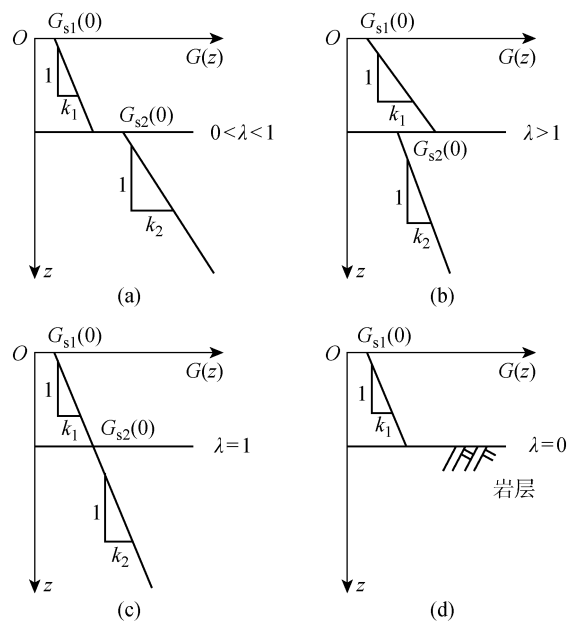 O
G_s1(0)
G(z)
1
k_1
G_s2(0)
0<λ<1
1
k_2
z
(a)
O
G_s1(0)
G(z)
1
k_1
λ>1
G_s2(0)
1
k_2
z
(b)
O
G_s1(0)
G(z)
1
k_1
G_s2(0)
λ=1
1
k_2
z
(c)
O
G_s1(0)
G(z)
1
k_1
λ=0
岩层
z
(d)